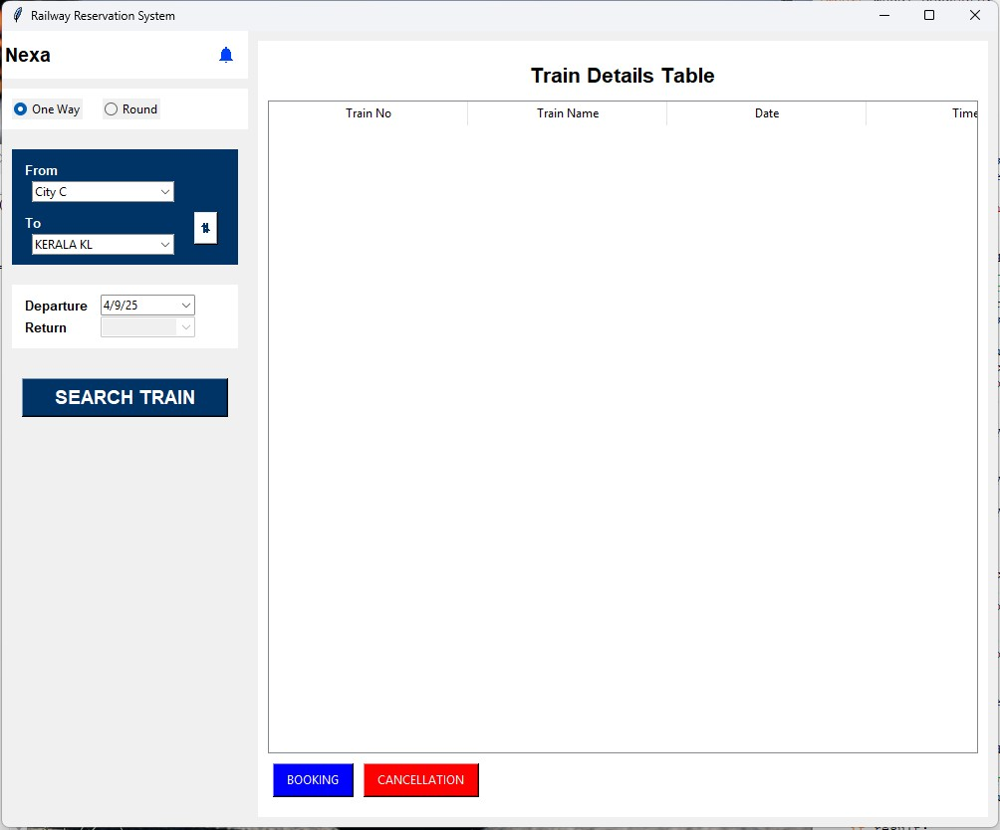 Railway Reservation System
Nexa
One Way Round
From
City C
To
KERALA KL
Departure 4/9/25
Return
SEARCH TRAIN
Train Details Table
Train No Train Name Date Time
BOOKING CANCELLATION